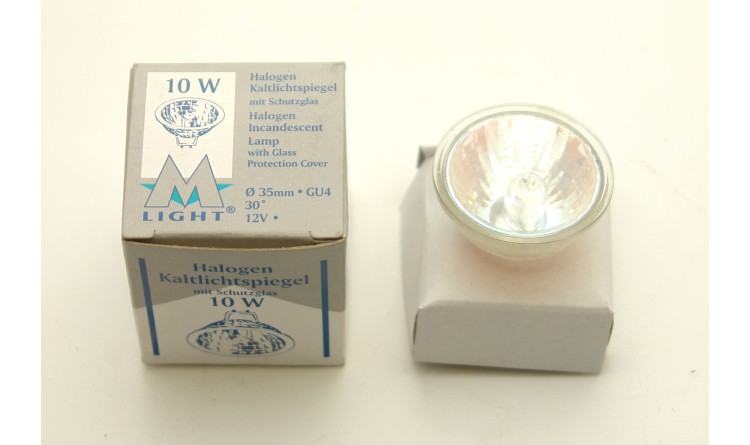 10 W
Halogen
Kaltlichtspiegel
mit Schutzglas
Halogen
Incandescent
Lamp
with Glass
Protection Cover
M
LIGHT®
Ø 35mm • GU4
30°
12V •
Halogen
Kaltlichtspiegel
mit Schutzglas
10 W